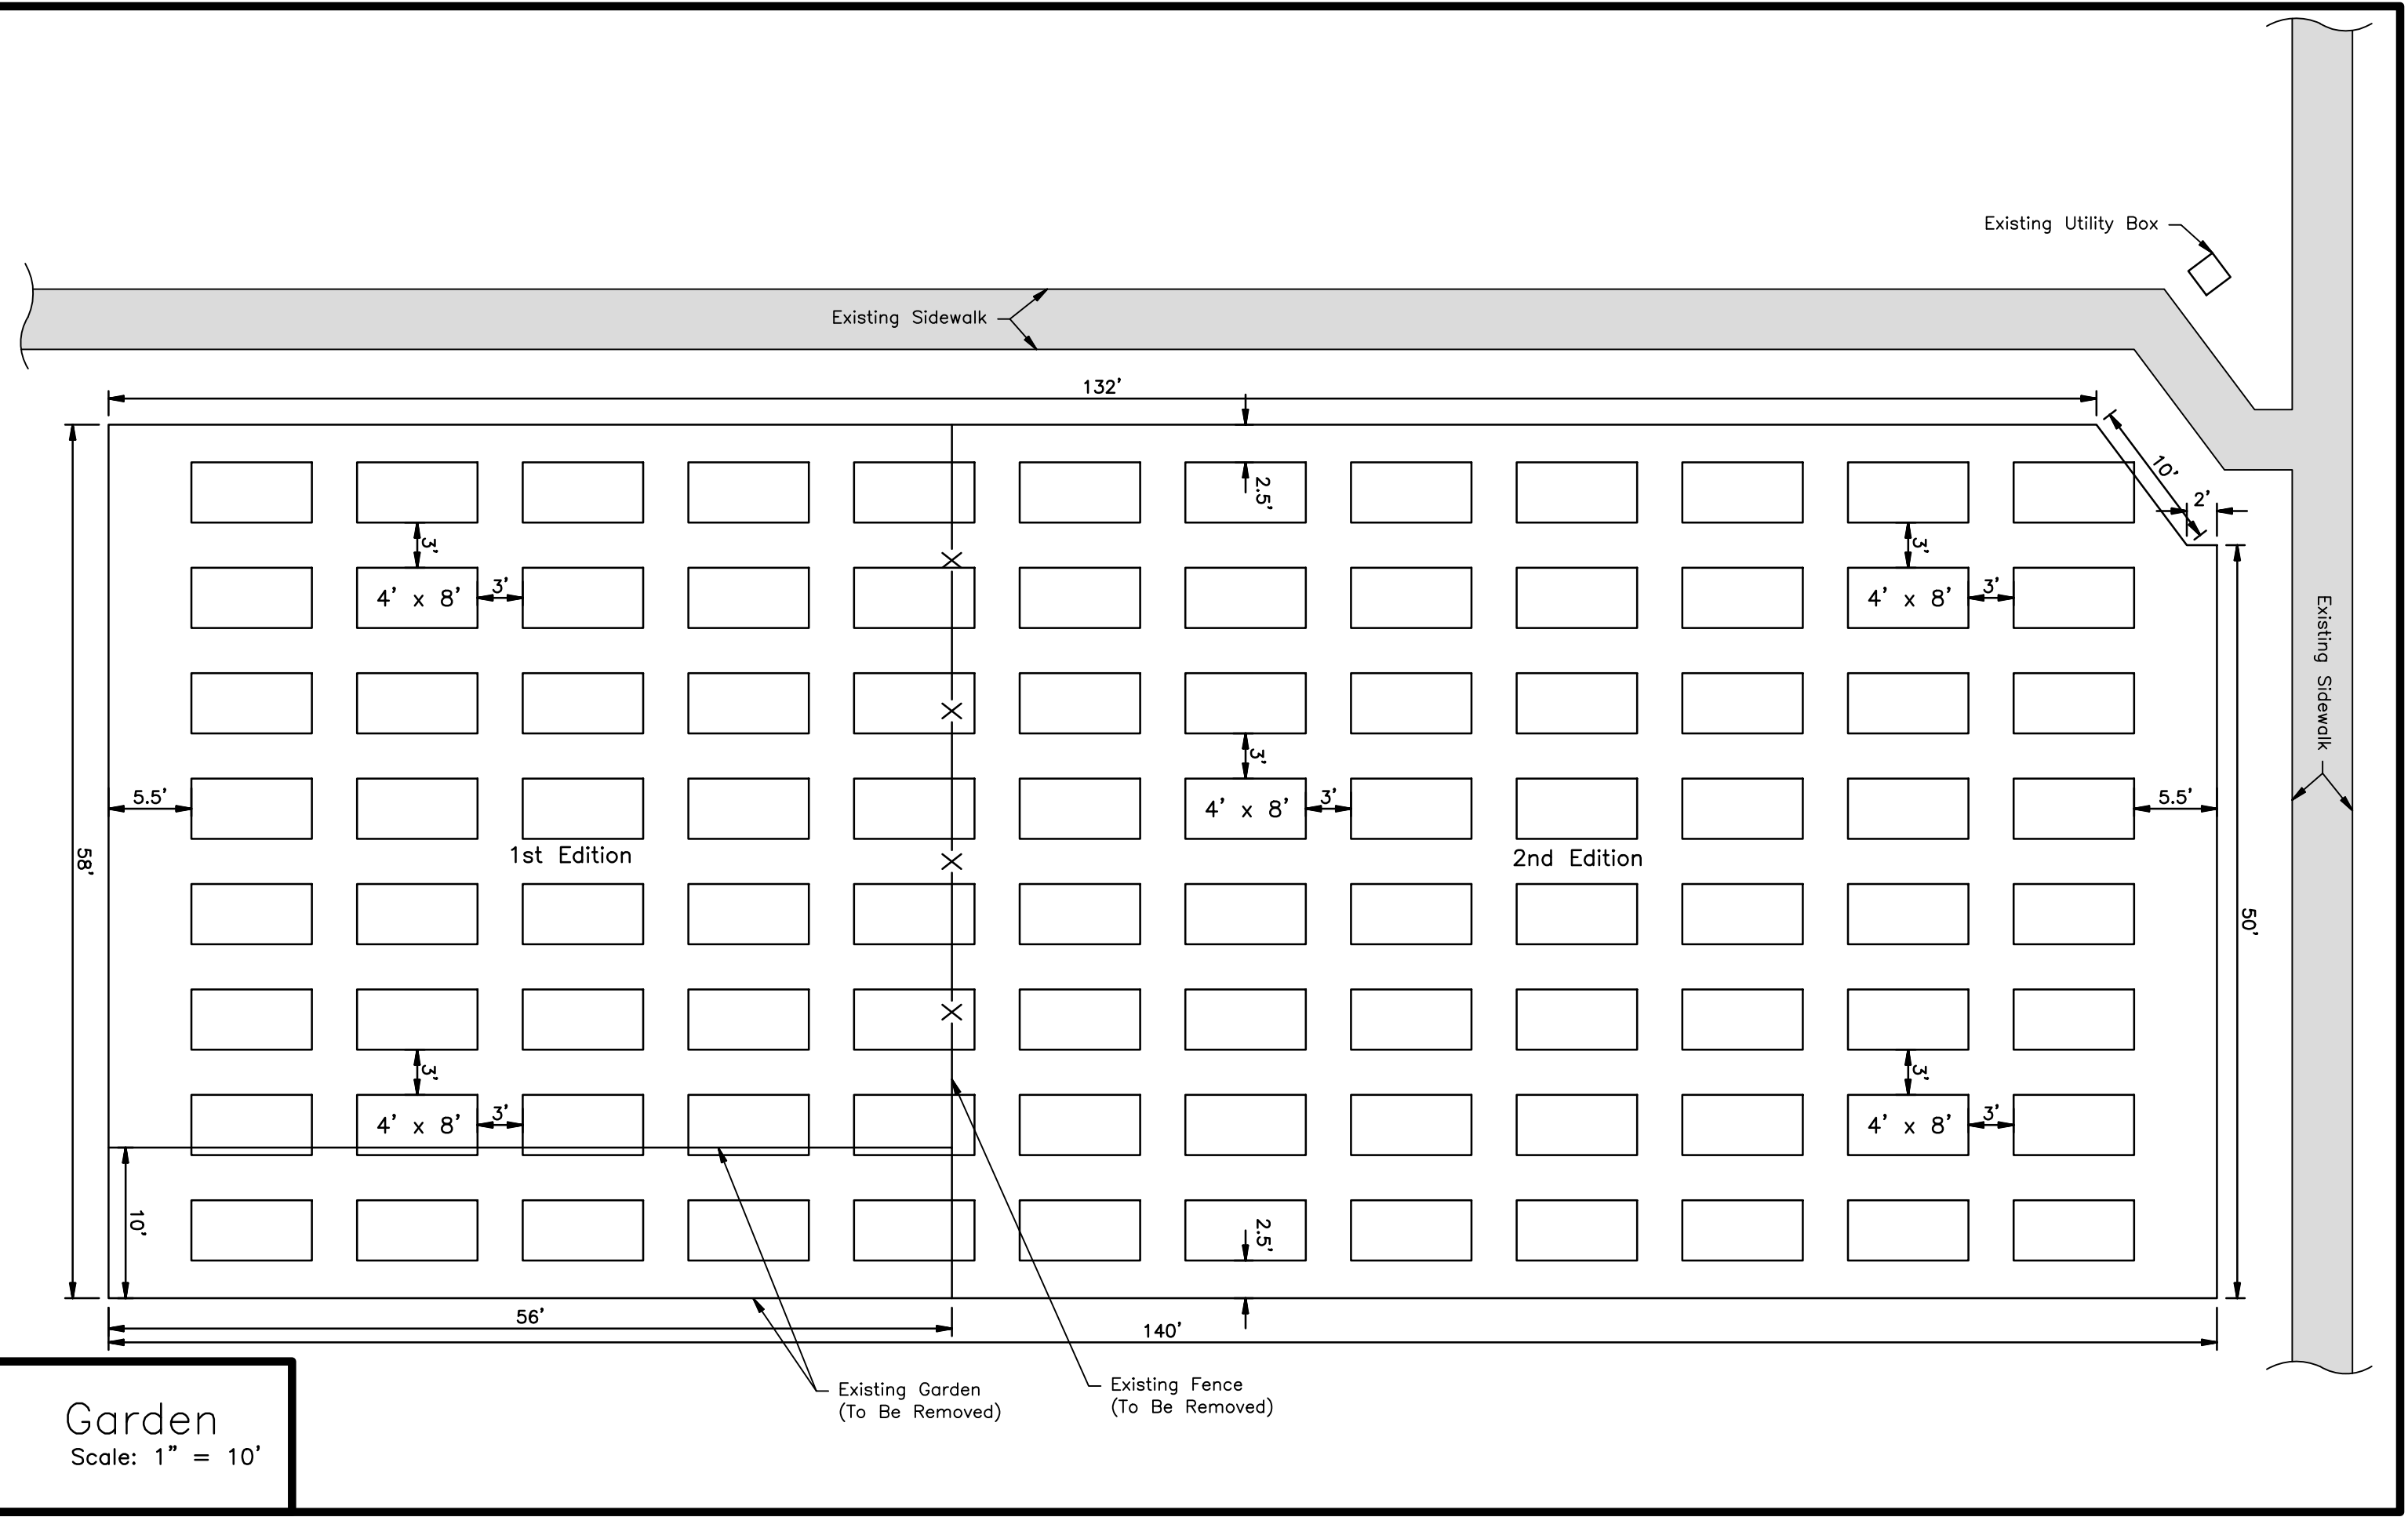 Existing Utility Box
Existing Sidewalk
132'
10'
2'
2.5'
3'
3'
4' x 8'
3'
4' x 8'
3'
Existing Sidewalk
3'
5.5'
4' x 8'
3'
5.5'
58'
1st Edition
2nd Edition
50'
3'
3'
4' x 8'
3'
4' x 8'
3'
10'
2.5'
56'
140'
Existing Garden
(To Be Removed)
Existing Fence
(To Be Removed)
Garden
Scale: 1" = 10'